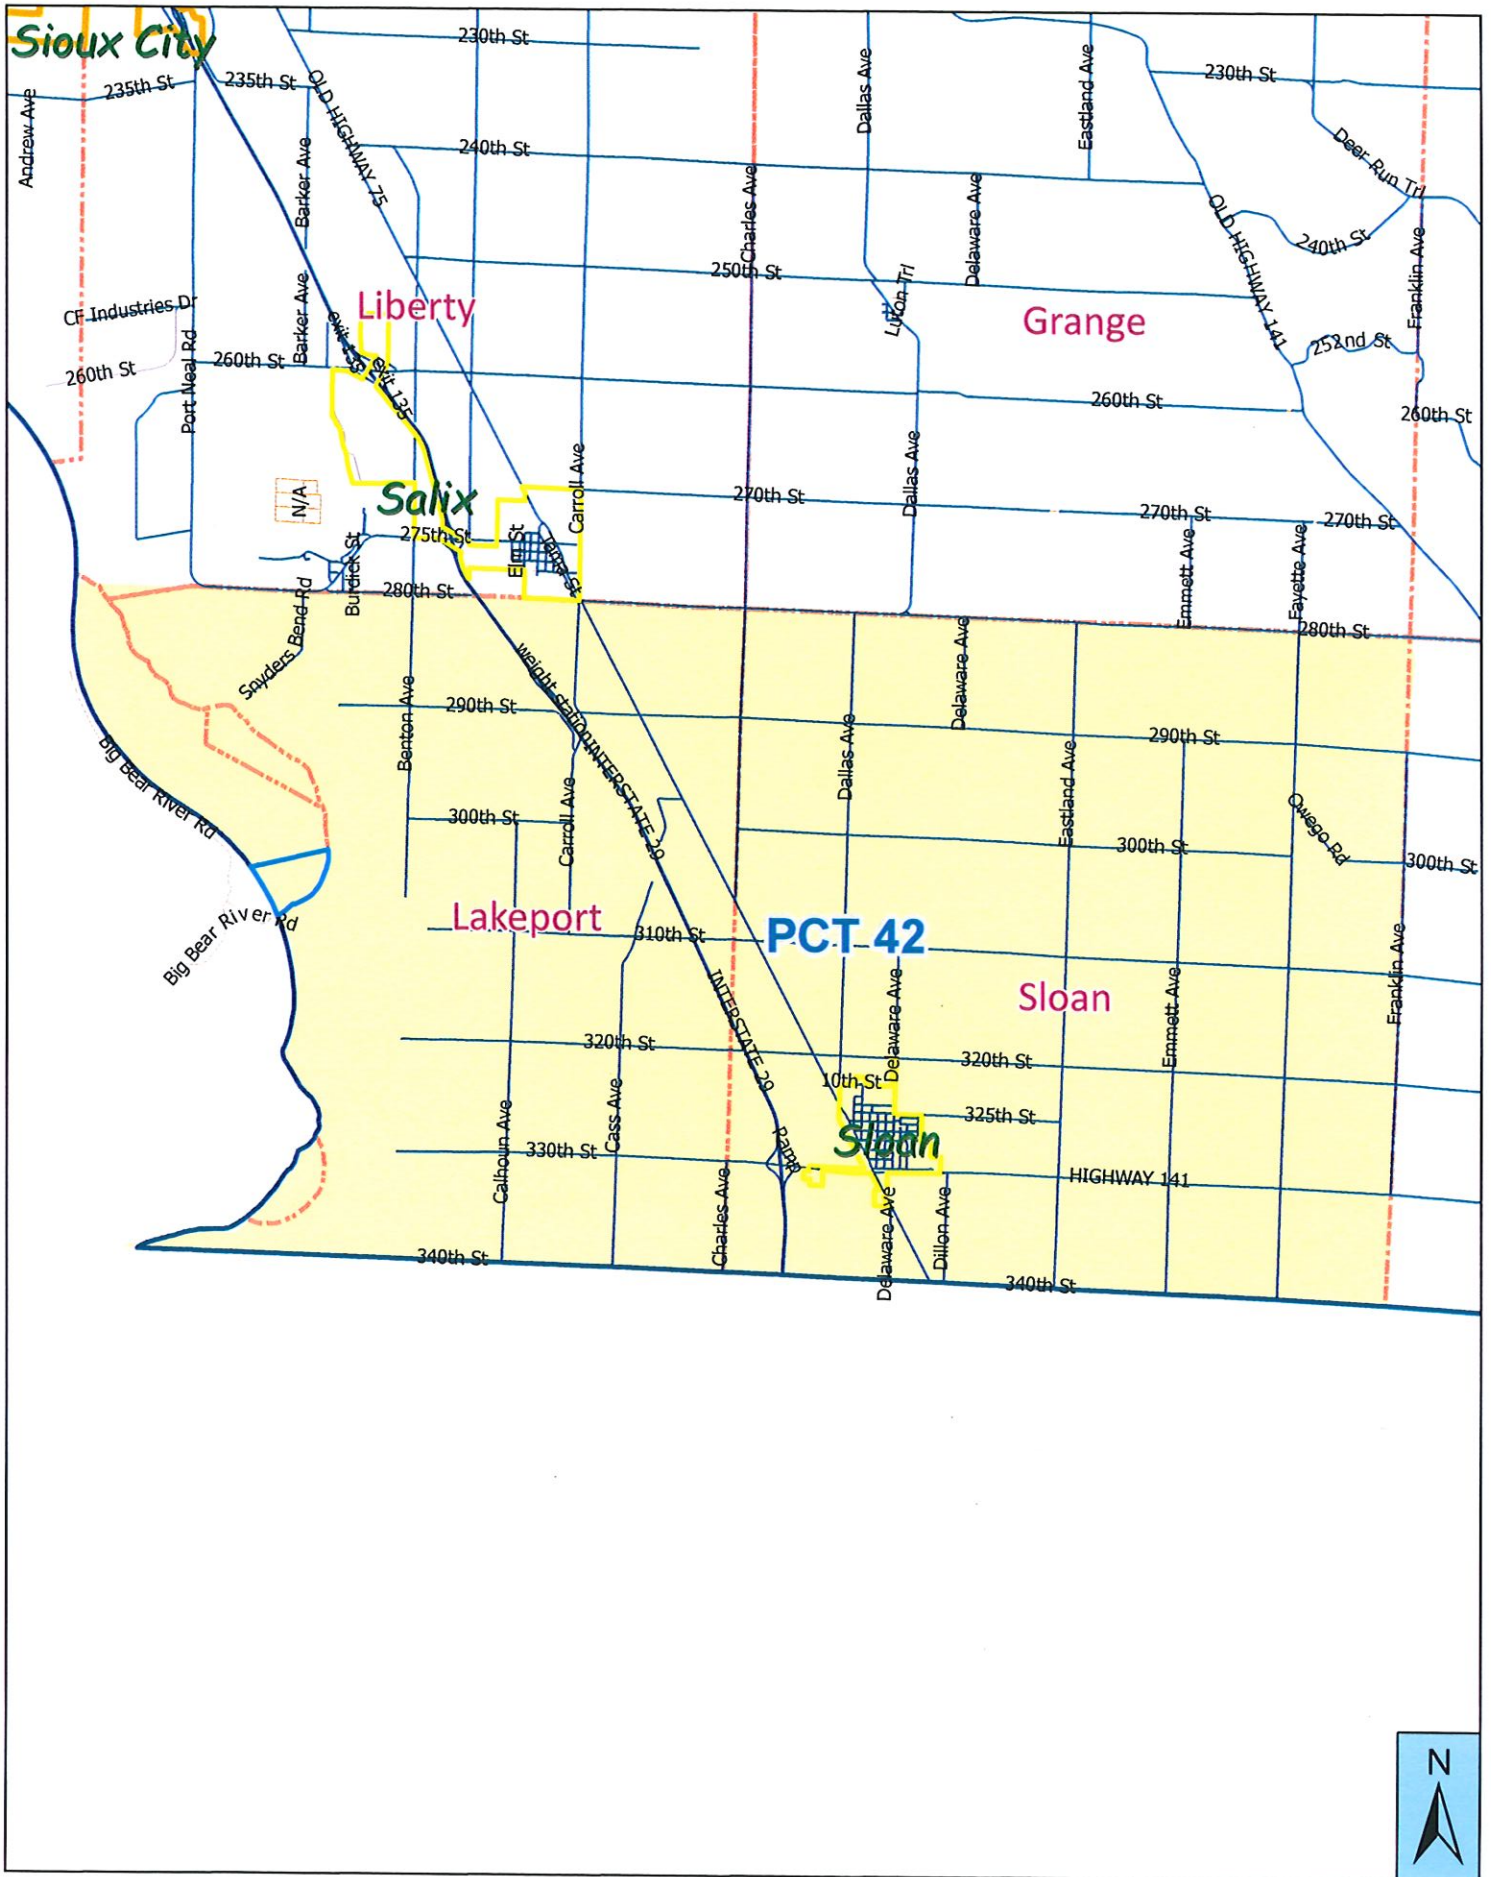 Sioux City
230th St
235th St
235th St
230th St
Andrew Ave
OLD HIGHWAY 75
Barker Ave
240th St
Dallas Ave
Eastland Ave
Deer Run Trl
Charles Ave
Delaware Ave
OLD HIGHWAY 141
240th St
Franklin Ave
250th St
CF Industries Dr
Port Neal Rd
Barker Ave
exit 135
Liberty
Lukon Trl
Grange
252nd St
260th St
260th St
exit 135
260th St
260th St
N/A
Salix
Carroll Ave
270th St
Dallas Ave
270th St
270th St
275th St
Elm St
Tama St
Burdick St
Emmett Ave
Fayette Ave
280th St
280th St
Snyders Bend Rd
weight station
Delaware Ave
Benton Ave
290th St
290th St
Big Bear River Rd
INTERSTATE 29
Dallas Ave
Eastland Ave
Owego Rd
300th St
Carroll Ave
300th St
300th St
Lakeport
Big Bear River Rd
310th St
PCT 42
Franklin Ave
Sloan
INTERSTATE 29
Delaware Ave
Emmett Ave
320th St
320th St
10th St
325th St
Calhoun Ave
Cass Ave
Ramp
Sloan
330th St
HIGHWAY 141
Charles Ave
Delaware Ave
Dillon Ave
340th St
340th St
N